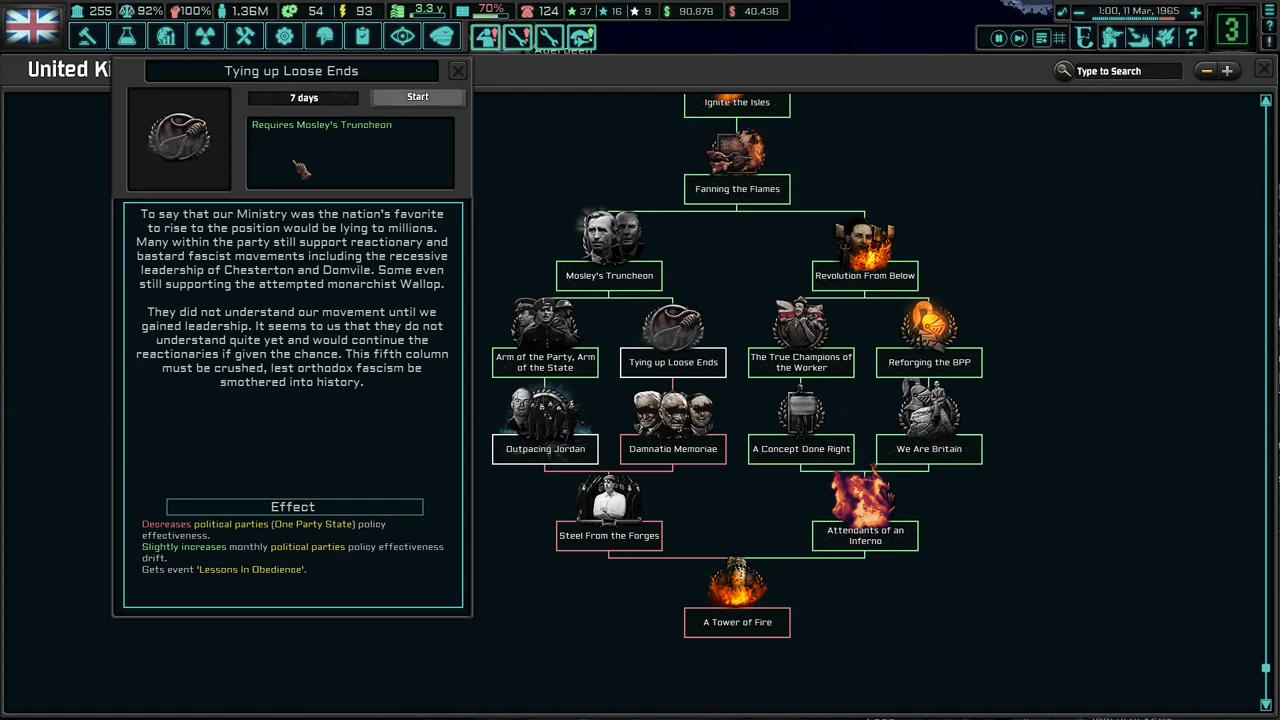 255 92% 100% 1.36M 54 93 3.3 v 70% 124 37 16 9 $ 90.87B $ 40.43B
1:00, 11 Mar, 1965
3
United Ki
Tying up Loose Ends
Type to Search
7 days
Start
Requires Mosley's Truncheon
To say that our Ministry was the nation's favorite
to rise to the position would be lying to millions.
Many within the party still support reactionary and
bastard fascist movements including the recessive
leadership of Chesterton and Domvile. Some even
still supporting the attempted monarchist Wallop.
They did not understand our movement until we
gained leadership. It seems to us that they do not
understand quite yet and would continue the
reactionaries if given the chance. This fifth column
must be crushed, lest orthodox fascism be
smothered into history.
Effect
Decreases political parties (One Party State) policy
effectiveness.
Slightly increases monthly political parties policy effectiveness
drift.
Gets event 'Lessons In Obedience'.
Ignite the Isles
Fanning the Flames
Mosley's Truncheon
Revolution From Below
Arm of the Party, Arm
of the State
Tying up Loose Ends
The True Champions of
the Worker
Reforging the BPP
Outpacing Jordan
Damnatio Memoriae
A Concept Done Right
We Are Britain
Steel From the Forges
Attendants of an
Inferno
A Tower of Fire